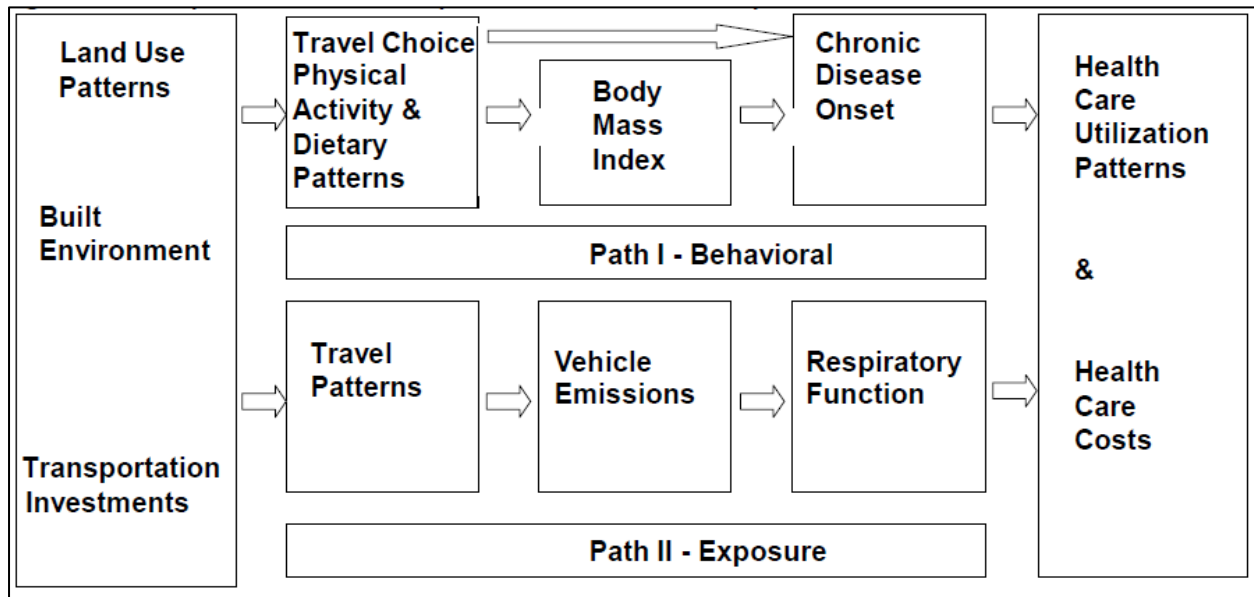 Land Use
Patterns
Built
Environment
Transportation
Investments
Travel Choice
Physical
Activity &
Dietary
Patterns
Body
Mass
Index
Chronic
Disease
Onset
Path I - Behavioral
Travel
Patterns
Vehicle
Emissions
Respiratory
Function
Path II - Exposure
Health
Care
Utilization
Patterns
&
Health
Care
Costs